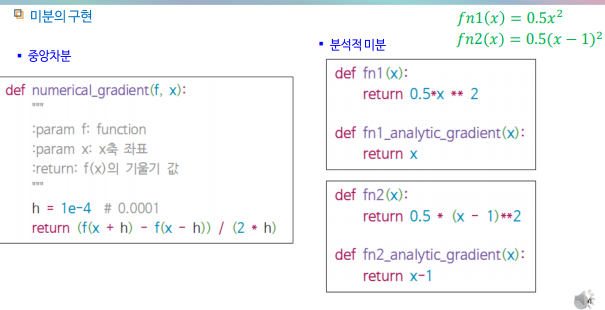 미분의 구현
fn1(x) = 0.5x²
fn2(x) = 0.5(x − 1)²
▪ 중앙차분
def numerical_gradient(f, x):
"""
:param f: function
:param x: x축 좌표
:return: f(x)의 기울기 값
"""
h = 1e-4 # 0.0001
return (f(x + h) - f(x - h)) / (2 * h)
▪ 분석적 미분
def fn1(x):
return 0.5*x ** 2
def fn1_analytic_gradient(x):
return x
def fn2(x):
return 0.5 * (x - 1)**2
def fn2_analytic_gradient(x):
return x-1